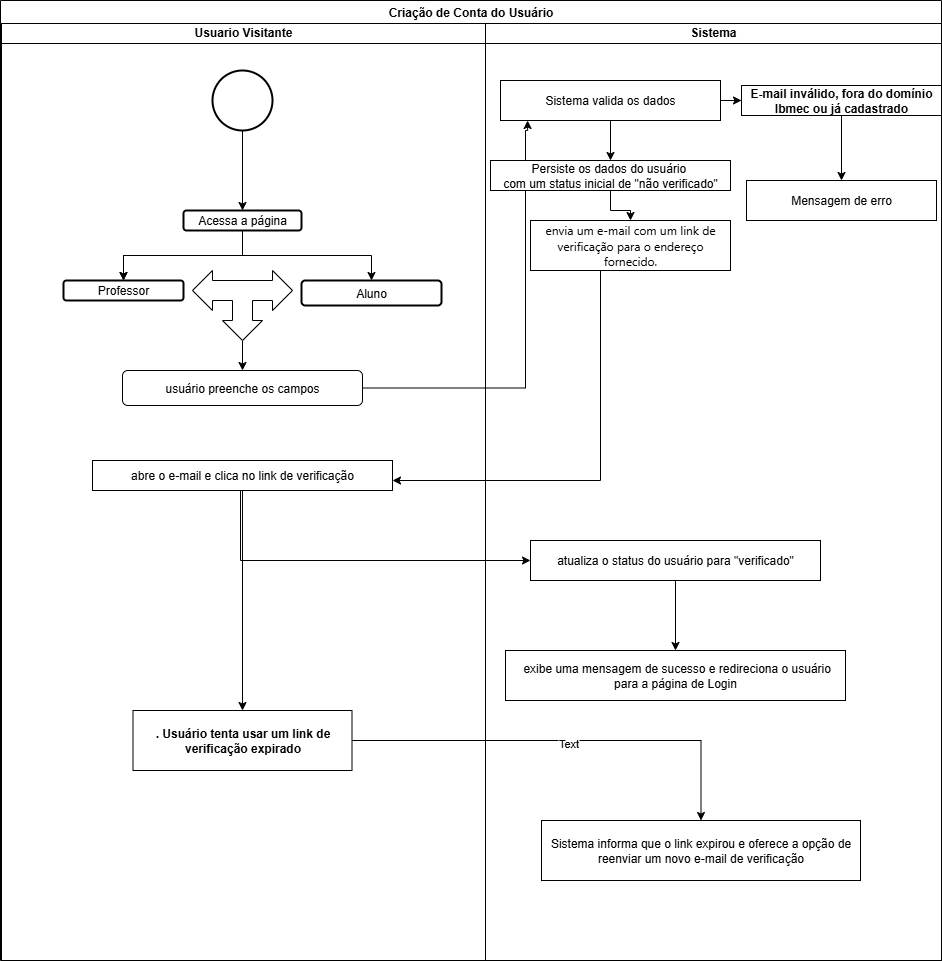 Criação de Conta do Usuário
Usuario Visitante
Sistema
Sistema valida os dados
E-mail inválido, fora do domínio
Ibmec ou já cadastrado
Persiste os dados do usuário
com um status inicial de "não verificado"
Mensagem de erro
Acessa a página
envia um e-mail com um link de
verificação para o endereço
fornecido.
Professor
Aluno
usuário preenche os campos
abre o e-mail e clica no link de verificação
atualiza o status do usuário para "verificado"
exibe uma mensagem de sucesso e redireciona o usuário
para a página de Login
. Usuário tenta usar um link de
verificação expirado
Text
Sistema informa que o link expirou e oferece a opção de
reenviar um novo e-mail de verificação